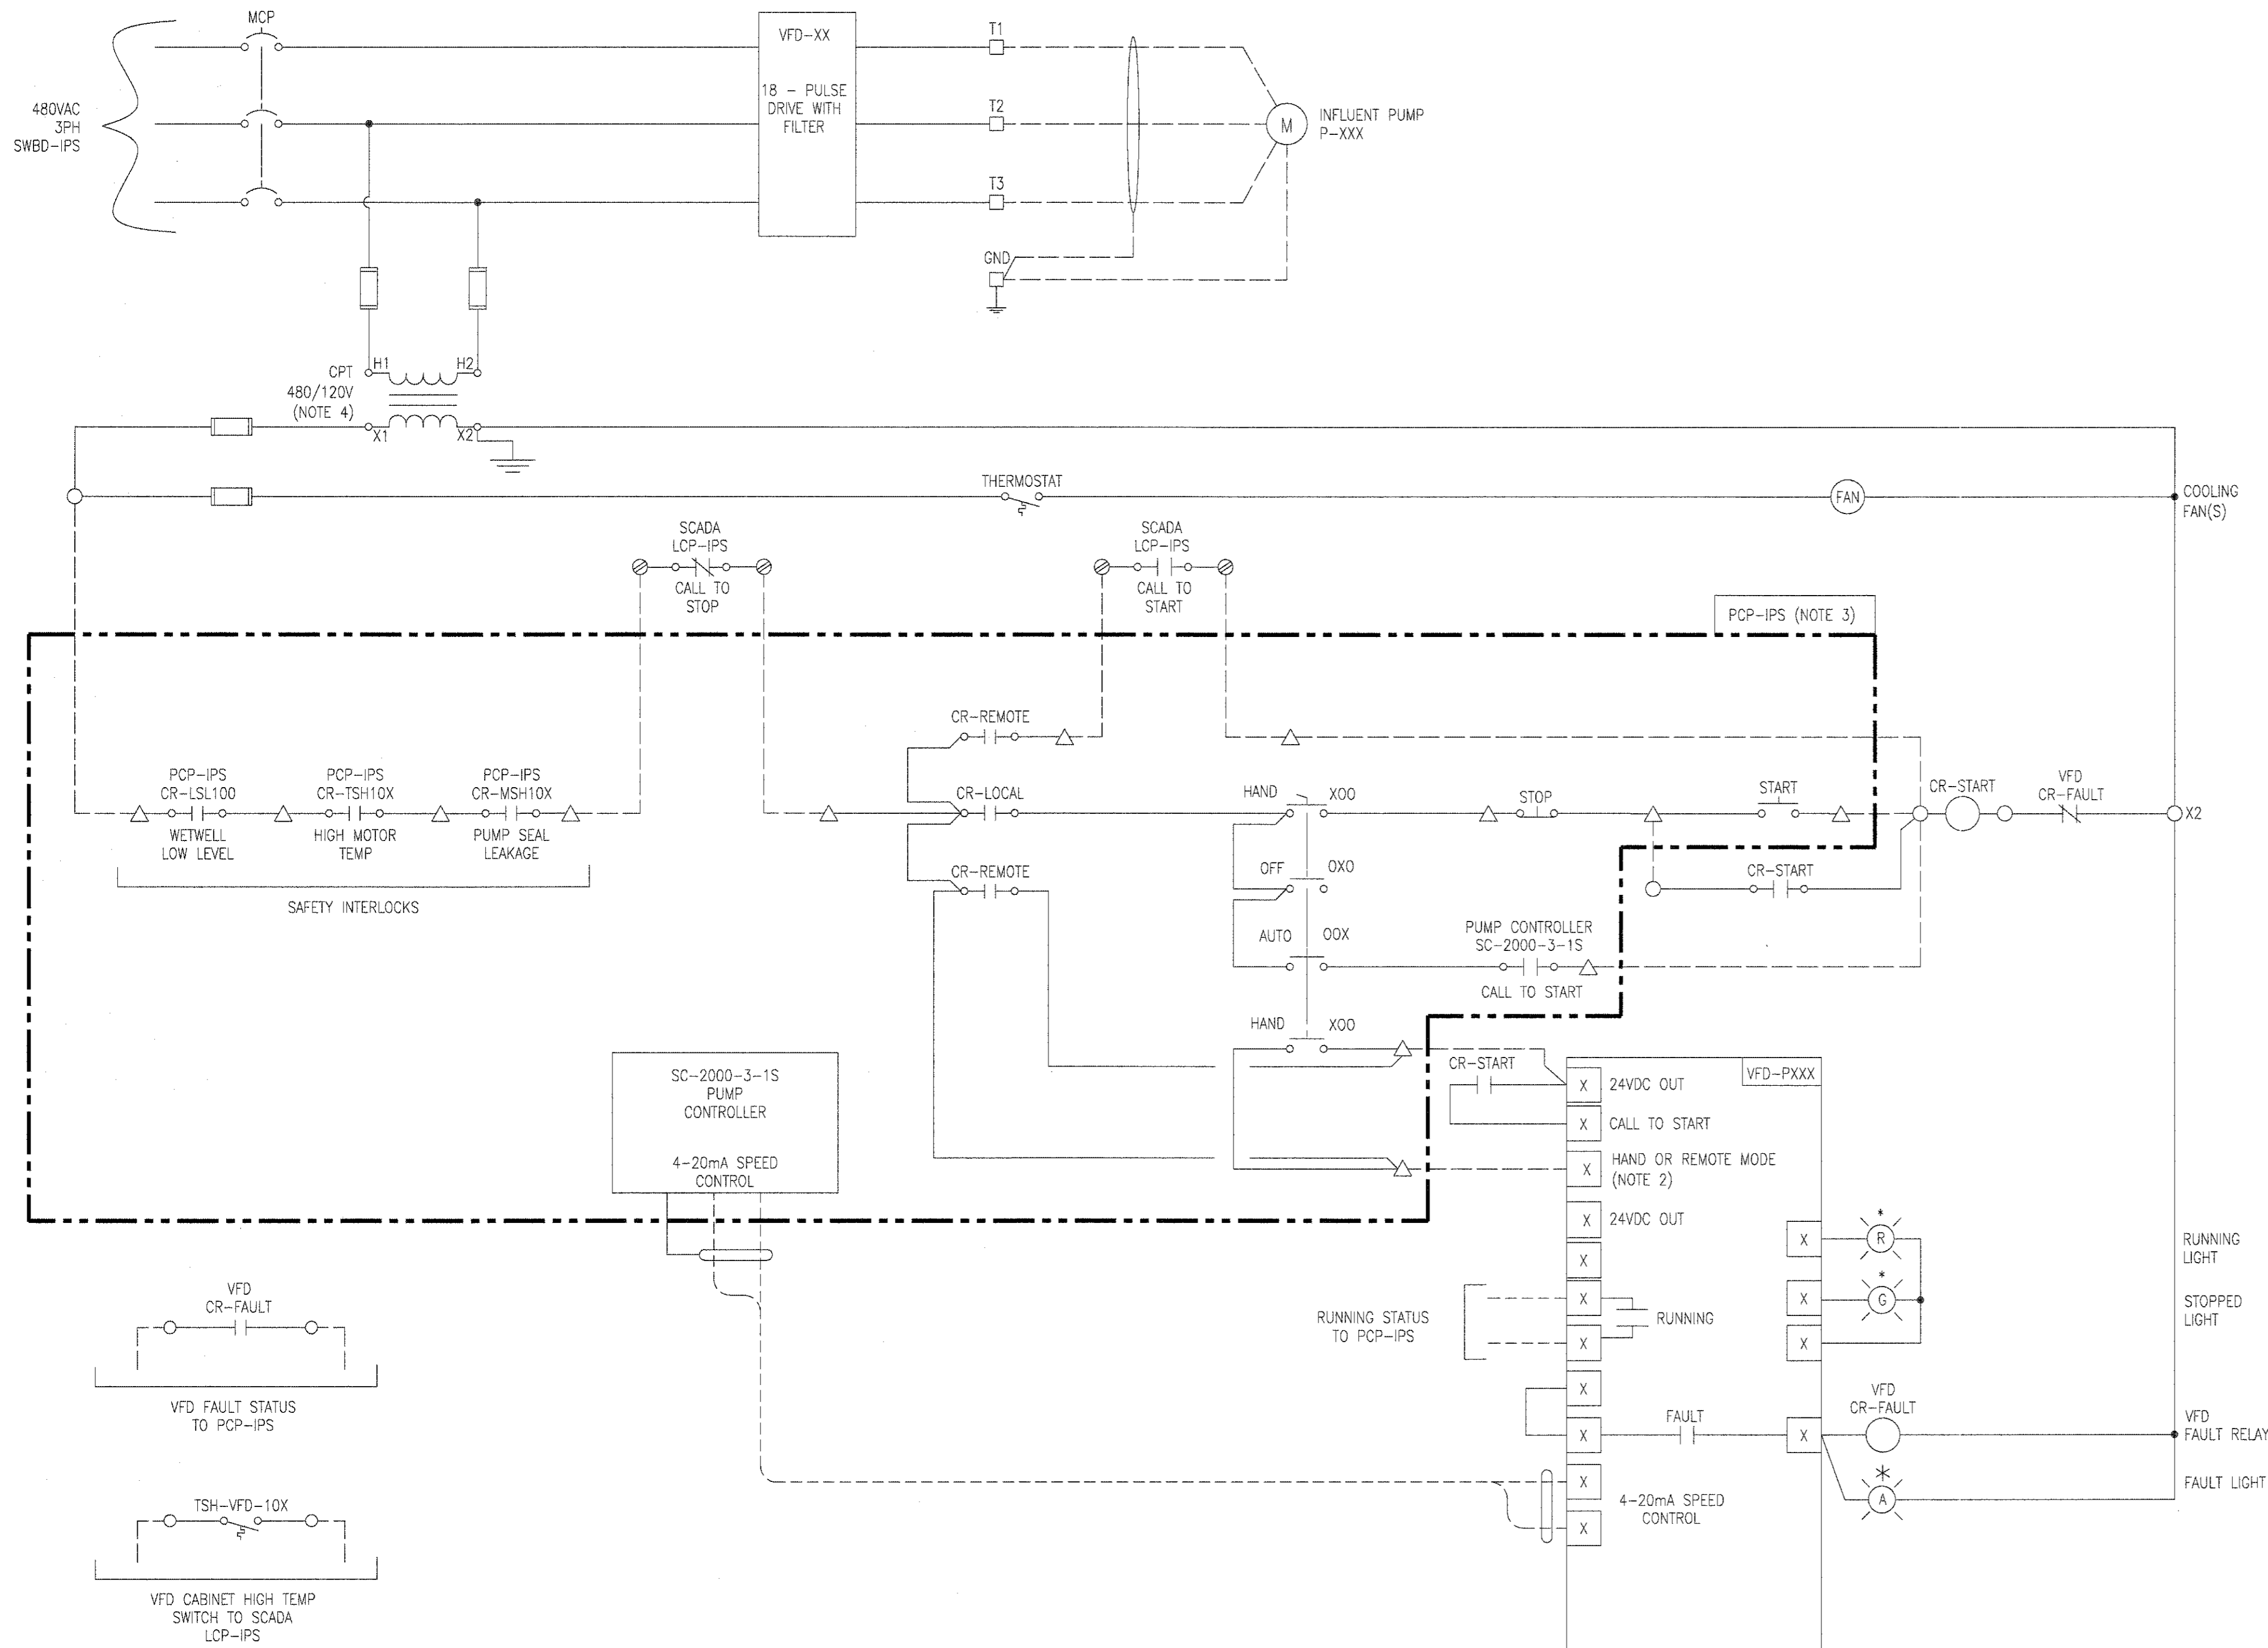 MCP
480VAC
3PH
SWBD-IPS
VFD-XX
18 - PULSE
DRIVE WITH
FILTER
T1
T2
T3
GND
M
INFLUENT PUMP
P-XXX
CPT
480/120V
(NOTE 4)
H1
H2
X1
X2
THERMOSTAT
FAN
COOLING
FAN(S)
SCADA
LCP-IPS
CALL TO
STOP
SCADA
LCP-IPS
CALL TO
START
PCP-IPS (NOTE 3)
CR-REMOTE
PCP-IPS
CR-LSL100
WETWELL
LOW LEVEL
PCP-IPS
CR-TSH10X
HIGH MOTOR
TEMP
PCP-IPS
CR-MSH10X
PUMP SEAL
LEAKAGE
SAFETY INTERLOCKS
CR-LOCAL
HAND
XOO
STOP
START
CR-START
VFD
CR-FAULT
X2
CR-REMOTE
OFF
OXO
CR-START
AUTO
OOX
PUMP CONTROLLER
SC-2000-3-1S
CALL TO START
HAND
XOO
SC-2000-3-1S
PUMP
CONTROLLER
4-20mA SPEED
CONTROL
CR-START
VFD-PXXX
X
24VDC OUT
X
CALL TO START
X
HAND OR REMOTE MODE
(NOTE 2)
X
24VDC OUT
X
X
*
R
RUNNING
LIGHT
X
X
*
G
STOPPED
LIGHT
RUNNING STATUS
TO PCP-IPS
RUNNING
X
X
X
X
FAULT
X
VFD
CR-FAULT
VFD
FAULT RELAY
*
A
FAULT LIGHT
X
4-20mA SPEED
CONTROL
X
VFD
CR-FAULT
VFD FAULT STATUS
TO PCP-IPS
TSH-VFD-10X
VFD CABINET HIGH TEMP
SWITCH TO SCADA
LCP-IPS